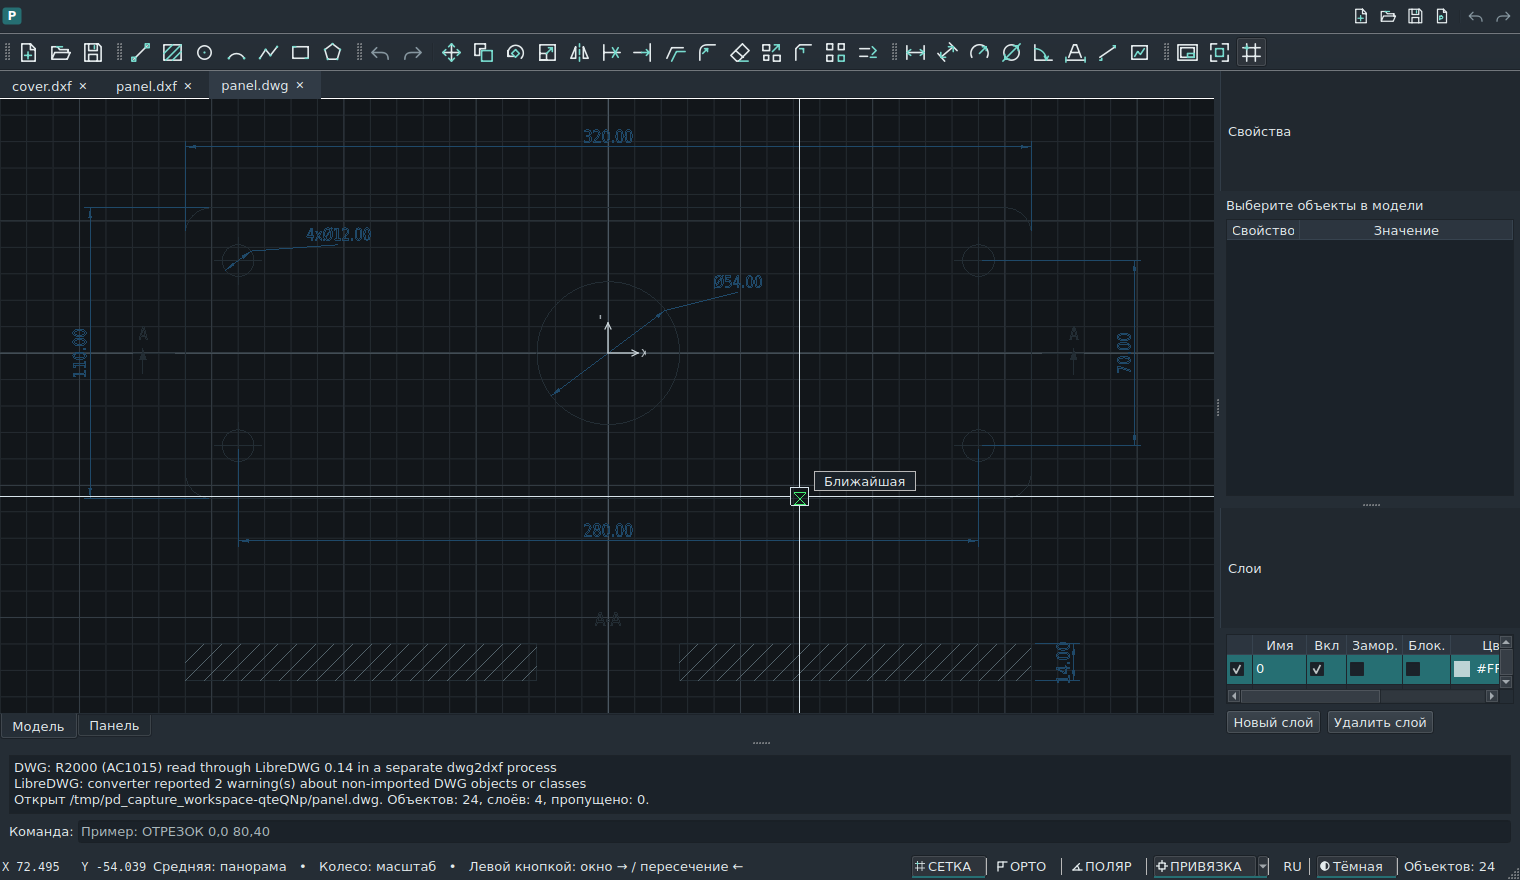 P
cover.dxf ×
panel.dxf ×
panel.dwg ×
320.00
4xØ12.00
Ø54.00
110.00
A
A
70.00
X
Ближайшая
280.00
A-A
14.00
Свойства
Выберите объекты в модели
Свойство Значение
Слои
Имя Вкл Замор. Блок. Цв
0 #FF
Новый слой Удалить слой
Модель Панель
DWG: R2000 (AC1015) read through LibreDWG 0.14 in a separate dwg2dxf process
LibreDWG: converter reported 2 warning(s) about non-imported DWG objects or classes
Открыт /tmp/pd_capture_workspace-qteQNp/panel.dwg. Объектов: 24, слоёв: 4, пропущено: 0.
Команда: Пример: ОТРЕЗОК 0,0 80,40
X 72.495 Y -54.039 Средняя: панорама • Колесо: масштаб • Левой кнопкой: окно → / пересечение ← СЕТКА ОРТО ПОЛЯР ПРИВЯЗКА RU Тёмная Объектов: 24